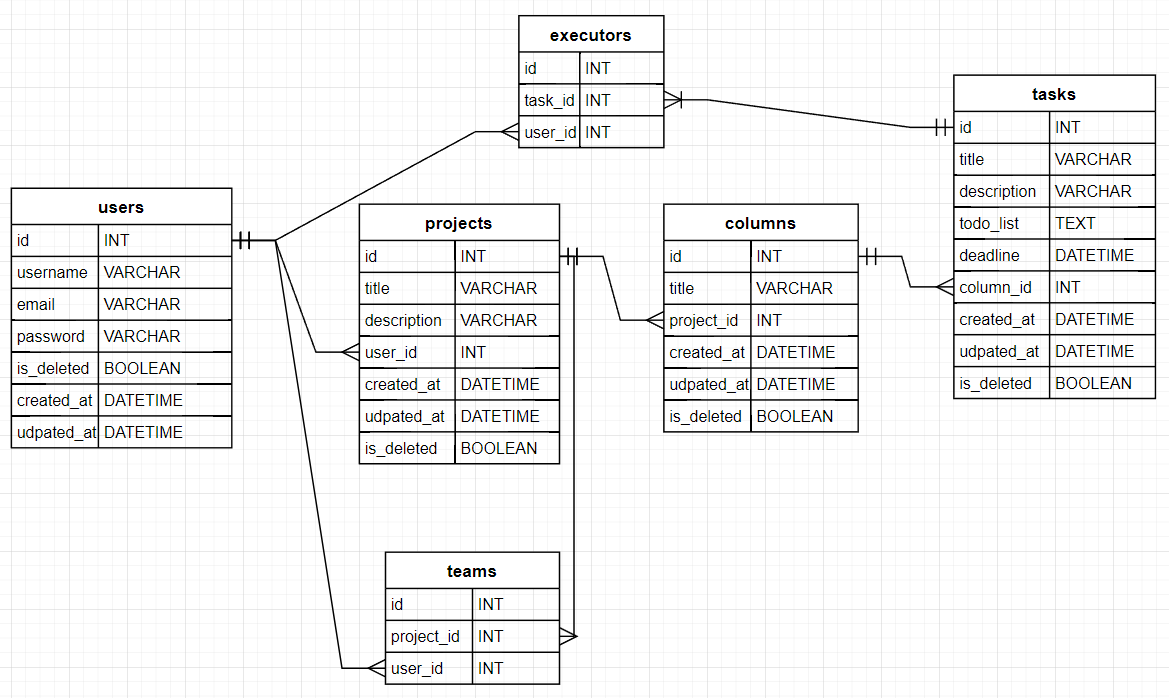 executors
id INT
task_id INT
user_id INT
tasks
id INT
title VARCHAR
description VARCHAR
todo_list TEXT
deadline DATETIME
column_id INT
created_at DATETIME
udpated_at DATETIME
is_deleted BOOLEAN
users
id INT
username VARCHAR
email VARCHAR
password VARCHAR
is_deleted BOOLEAN
created_at DATETIME
udpated_at DATETIME
projects
id INT
title VARCHAR
description VARCHAR
user_id INT
created_at DATETIME
udpated_at DATETIME
is_deleted BOOLEAN
columns
id INT
title VARCHAR
project_id INT
created_at DATETIME
udpated_at DATETIME
is_deleted BOOLEAN
teams
id INT
project_id INT
user_id INT